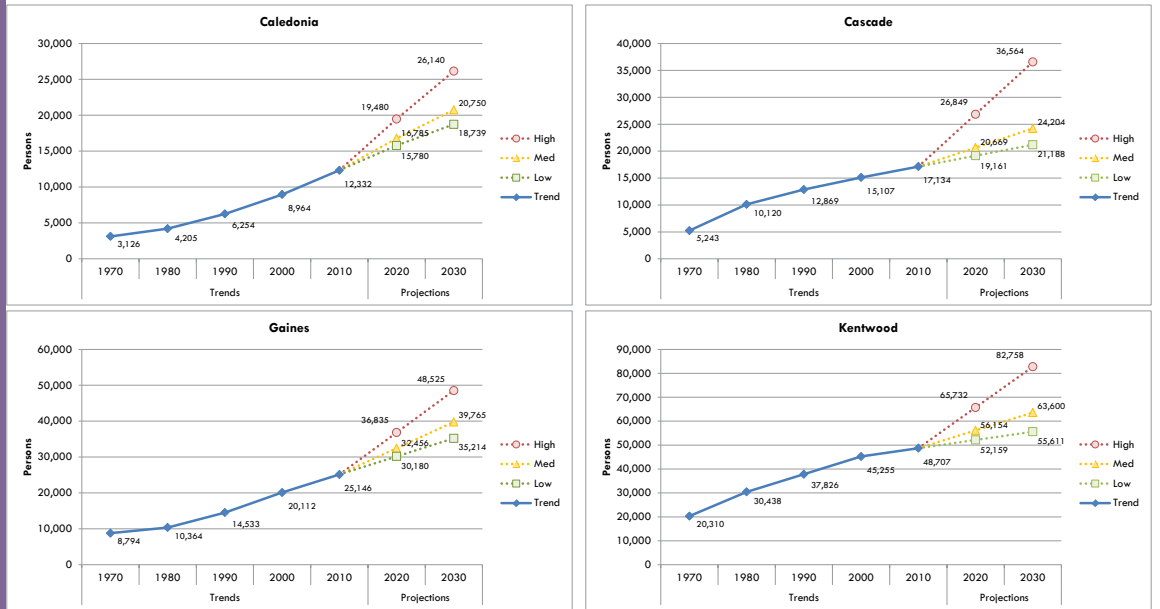 Caledonia
30,000
25,000
20,000
15,000
10,000
5,000
0
Persons
26,140
19,480
20,750
16,785
18,739
15,780
12,332
8,964
6,254
4,205
3,126
1970 1980 1990 2000 2010 2020 2030
Trends Projections
High
Med
Low
Trend
Cascade
40,000
35,000
30,000
25,000
20,000
15,000
10,000
5,000
0
Persons
36,564
26,849
24,204
20,669
21,188
19,161
17,134
15,107
12,869
10,120
5,243
1970 1980 1990 2000 2010 2020 2030
Trends Projections
High
Med
Low
Trend
Gaines
60,000
50,000
40,000
30,000
20,000
10,000
0
Persons
48,525
36,835
39,765
32,456
35,214
30,180
25,146
20,112
14,533
10,364
8,794
1970 1980 1990 2000 2010 2020 2030
Trends Projections
High
Med
Low
Trend
Kentwood
90,000
80,000
70,000
60,000
50,000
40,000
30,000
20,000
10,000
0
Persons
82,758
65,732
63,600
56,154
55,611
52,159
48,707
45,255
37,826
30,438
20,310
1970 1980 1990 2000 2010 2020 2030
Trends Projections
High
Med
Low
Trend